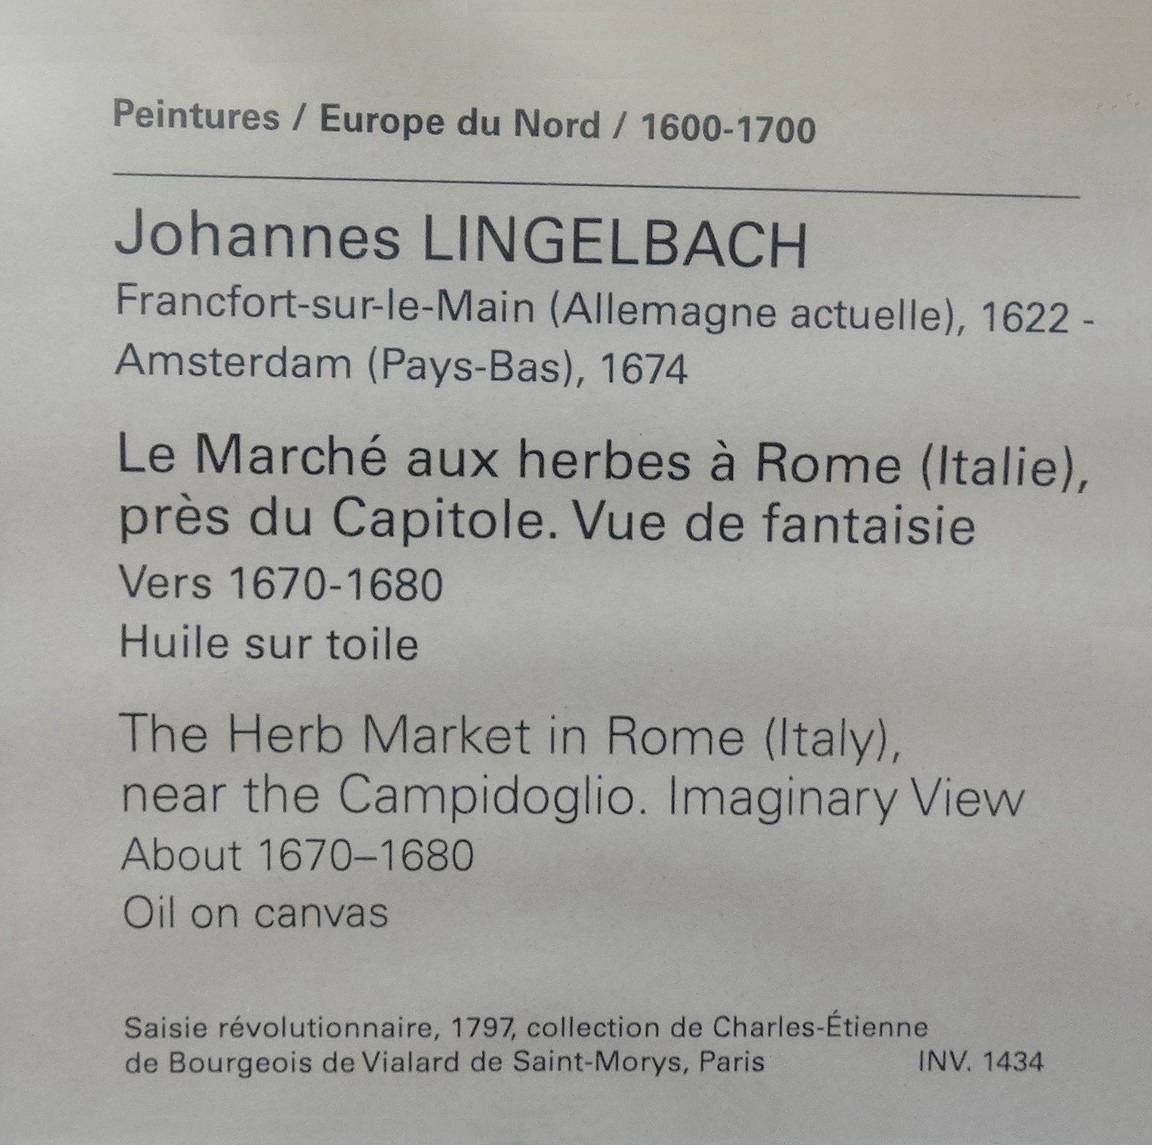 Peintures / Europe du Nord / 1600-1700
Johannes LINGELBACH
Francfort-sur-le-Main (Allemagne actuelle), 1622 -
Amsterdam (Pays-Bas), 1674
Le Marché aux herbes à Rome (Italie),
près du Capitole. Vue de fantaisie
Vers 1670-1680
Huile sur toile
The Herb Market in Rome (Italy),
near the Campidoglio. Imaginary View
About 1670–1680
Oil on canvas
Saisie révolutionnaire, 1797, collection de Charles-Étienne
de Bourgeois de Vialard de Saint-Morys, Paris INV. 1434